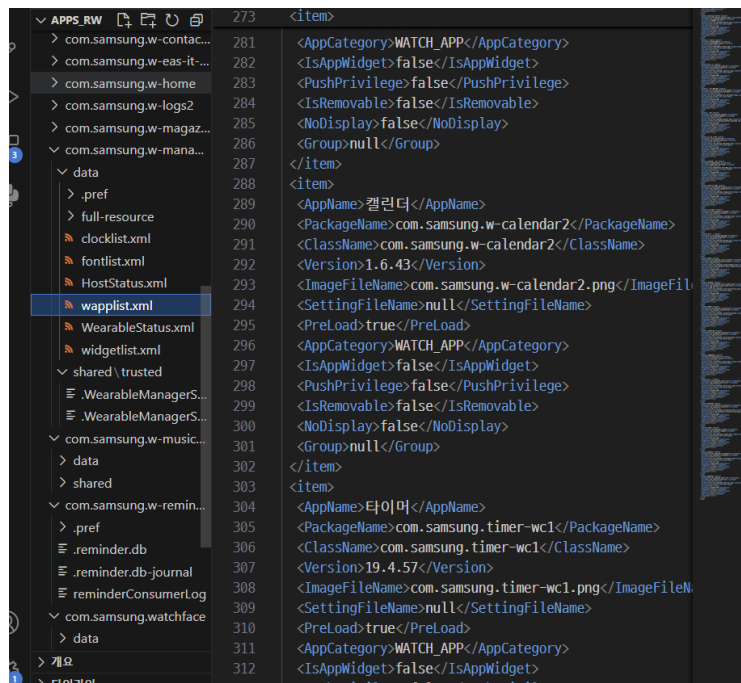 APPS_RW
com.samsung.w-contac...
com.samsung.w-eas-it-...
com.samsung.w-home
com.samsung.w-logs2
com.samsung.w-magaz...
com.samsung.w-mana...
data
.pref
full-resource
clocklist.xml
fontlist.xml
HostStatus.xml
wapplist.xml
WearableStatus.xml
widgetlist.xml
shared\trusted
.WearableManagerS...
.WearableManagerS...
com.samsung.w-music...
data
shared
com.samsung.w-remin...
.pref
.reminder.db
.reminder.db-journal
reminderConsumerLog
com.samsung.watchface
data
개요
3
1
273 <item>
281 <AppCategory>WATCH_APP</AppCategory>
282 <IsAppWidget>false</IsAppWidget>
283 <PushPrivilege>false</PushPrivilege>
284 <IsRemovable>false</IsRemovable>
285 <NoDisplay>false</NoDisplay>
286 <Group>null</Group>
287 </item>
288 <item>
289 <AppName>캘린더</AppName>
290 <PackageName>com.samsung.w-calendar2</PackageName>
291 <ClassName>com.samsung.w-calendar2</ClassName>
292 <Version>1.6.43</Version>
293 <ImageFileName>com.samsung.w-calendar2.png</ImageFil
294 <SettingFileName>null</SettingFileName>
295 <PreLoad>true</PreLoad>
296 <AppCategory>WATCH_APP</AppCategory>
297 <IsAppWidget>false</IsAppWidget>
298 <PushPrivilege>false</PushPrivilege>
299 <IsRemovable>false</IsRemovable>
300 <NoDisplay>false</NoDisplay>
301 <Group>null</Group>
302 </item>
303 <item>
304 <AppName>타이머</AppName>
305 <PackageName>com.samsung.timer-wc1</PackageName>
306 <ClassName>com.samsung.timer-wc1</ClassName>
307 <Version>19.4.57</Version>
308 <ImageFileName>com.samsung.timer-wc1.png</ImageFileN
309 <SettingFileName>null</SettingFileName>
310 <PreLoad>true</PreLoad>
311 <AppCategory>WATCH_APP</AppCategory>
312 <IsAppWidget>false</IsAppWidget>